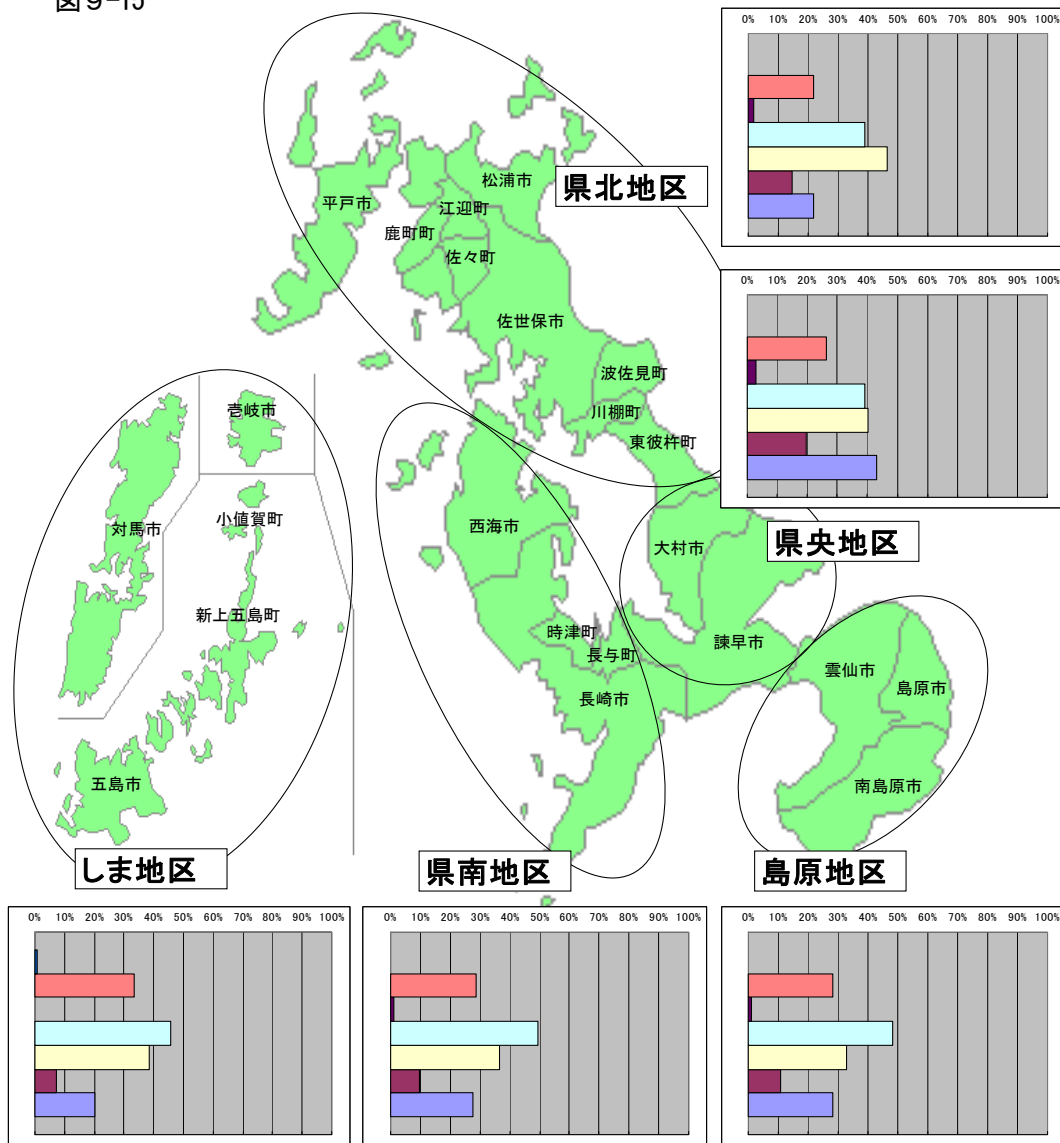 図9-15
0% 10% 20% 30% 40% 50% 60% 70% 80% 90% 100%
県北地区
松浦市
平戸市
江迎町
鹿町町
佐々町
佐世保市
波佐見町
川棚町
東彼杵町
0% 10% 20% 30% 40% 50% 60% 70% 80% 90% 100%
壱岐市
対馬市
小値賀町
新上五島町
五島市
西海市
時津町
長与町
長崎市
大村市
県央地区
諫早市
雲仙市
島原市
南島原市
しま地区
県南地区
島原地区
0% 10% 20% 30% 40% 50% 60% 70% 80% 90% 100%
0% 10% 20% 30% 40% 50% 60% 70% 80% 90% 100%
0% 10% 20% 30% 40% 50% 60% 70% 80% 90% 100%